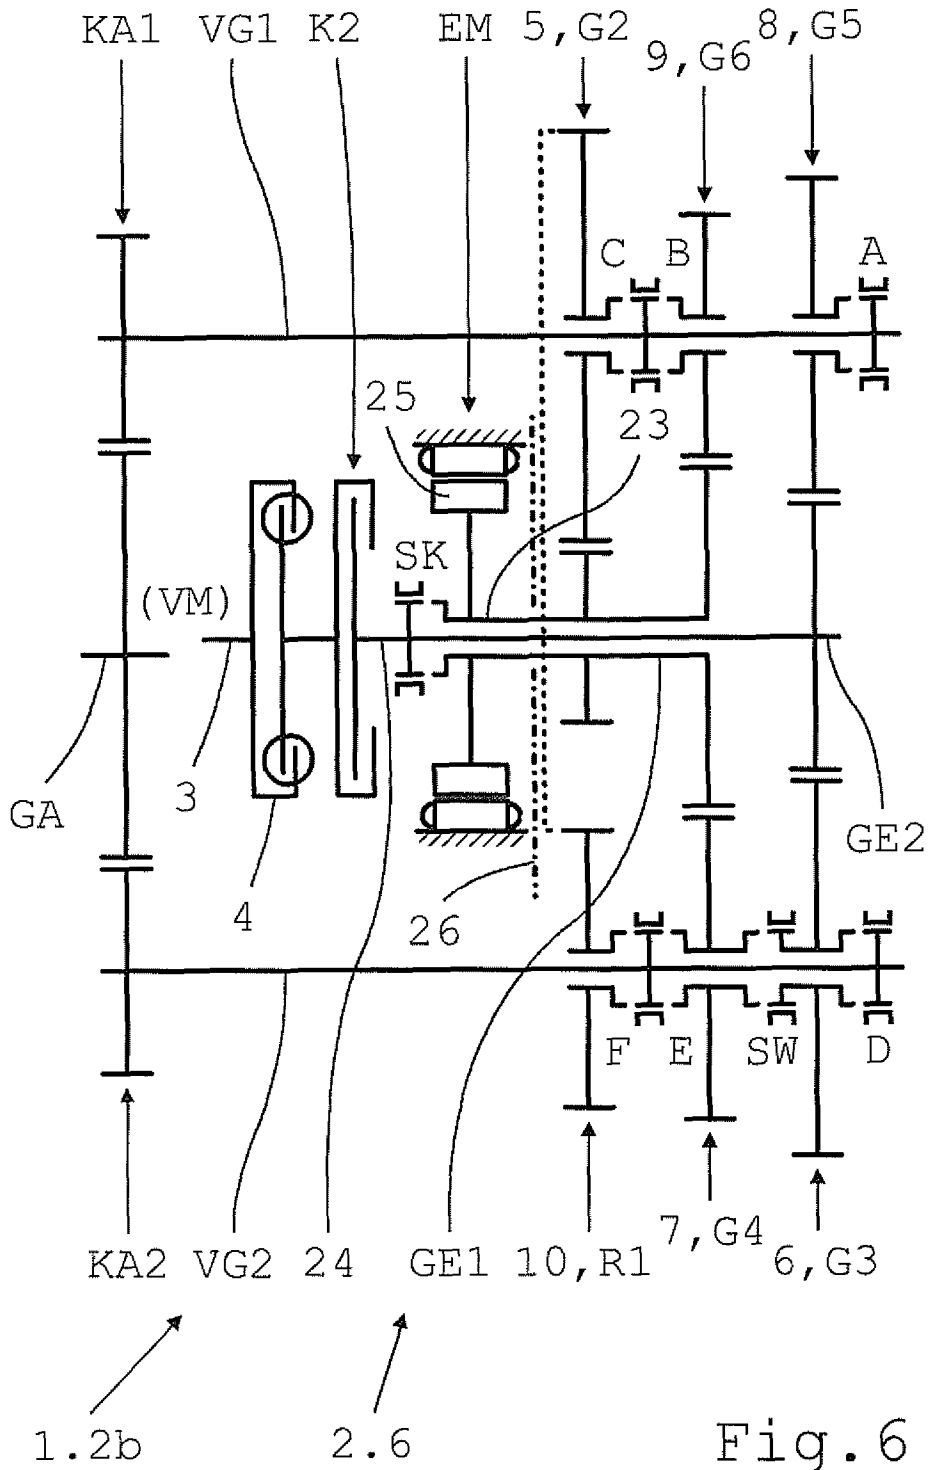 KA1 VG1 K2 EM 5,G2 8,G5
9,G6
C B A
25 23
SK
(VM)
3 GA GE2
4 26
F E SW D
7,G4
KA2 VG2 24 GE1 10,R1 6,G3
1.2b 2.6 Fig.6